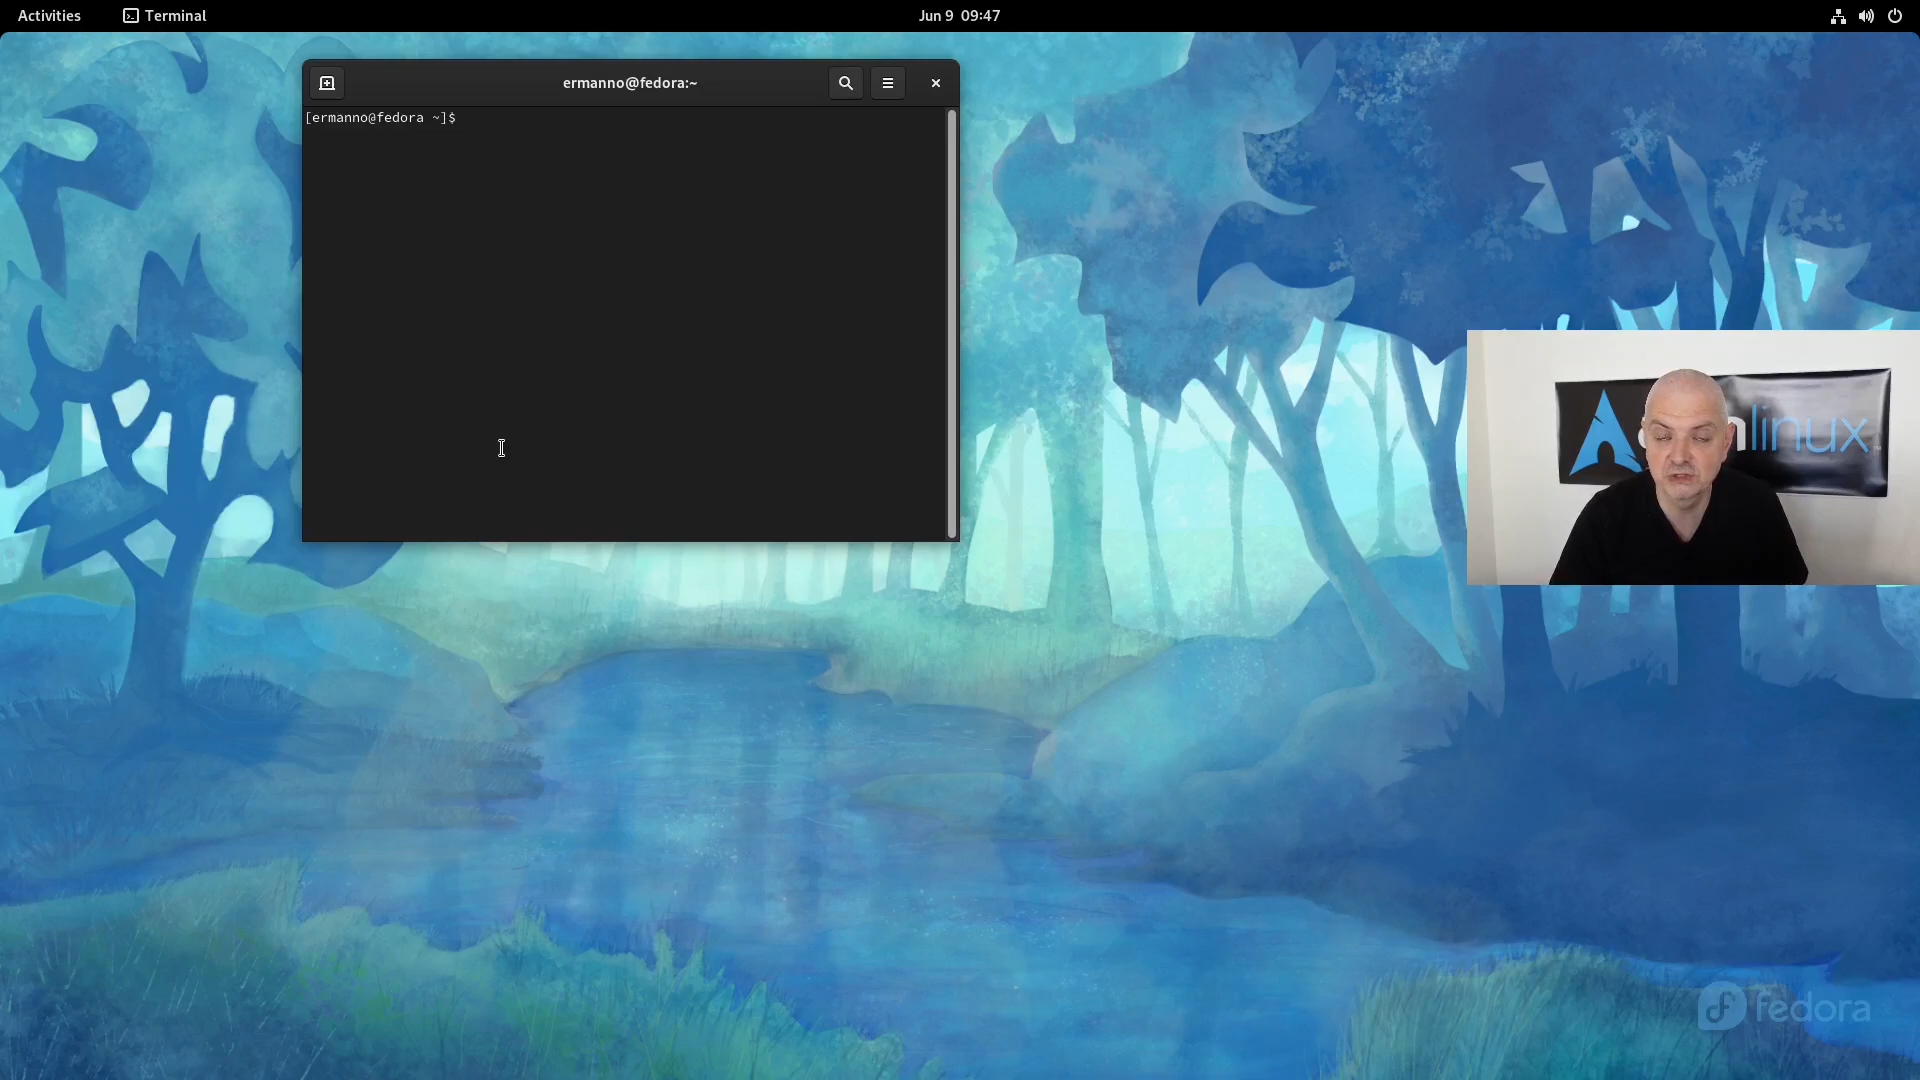 Activities
Terminal
Jun 9 09:47
ermanno@fedora:~
[ermanno@fedora ~]$
linux
fedora